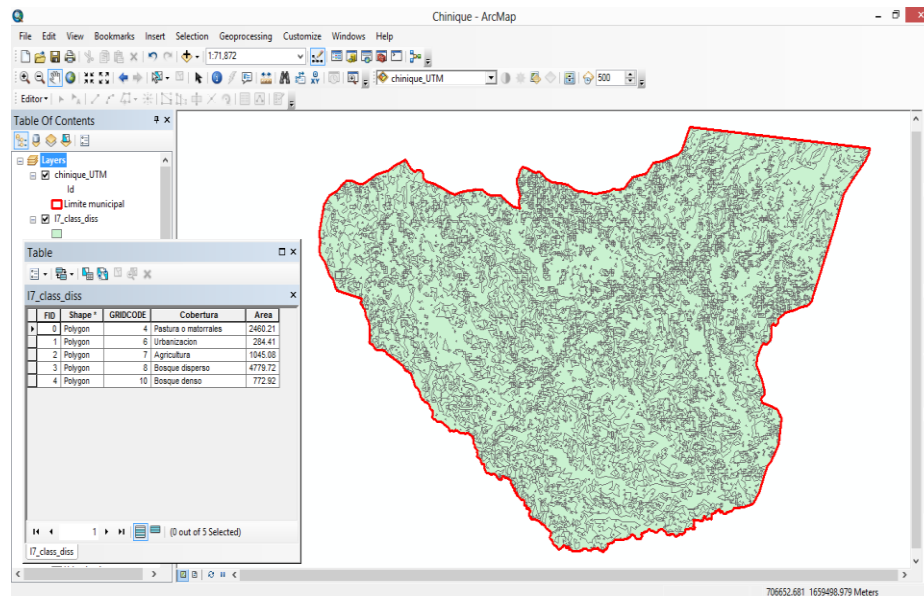 Chinique - ArcMap
File Edit View Bookmarks Insert Selection Geoprocessing Customize Windows Help
1:71,872
chinique_UTM
500
Editor
Table Of Contents
Layers
chinique_UTM
Id
Limite municipal
l7_class_diss
Table
l7_class_diss
FID Shape * GRIDCODE Cobertura Area
0 Polygon 4 Pastura o matorrales 2460.21
1 Polygon 6 Urbanizacion 284.41
2 Polygon 7 Agricultura 1045.08
3 Polygon 8 Bosque disperso 4779.72
4 Polygon 10 Bosque denso 772.92
1 (0 out of 5 Selected)
l7_class_diss
706652.681 1659498.979 Meters